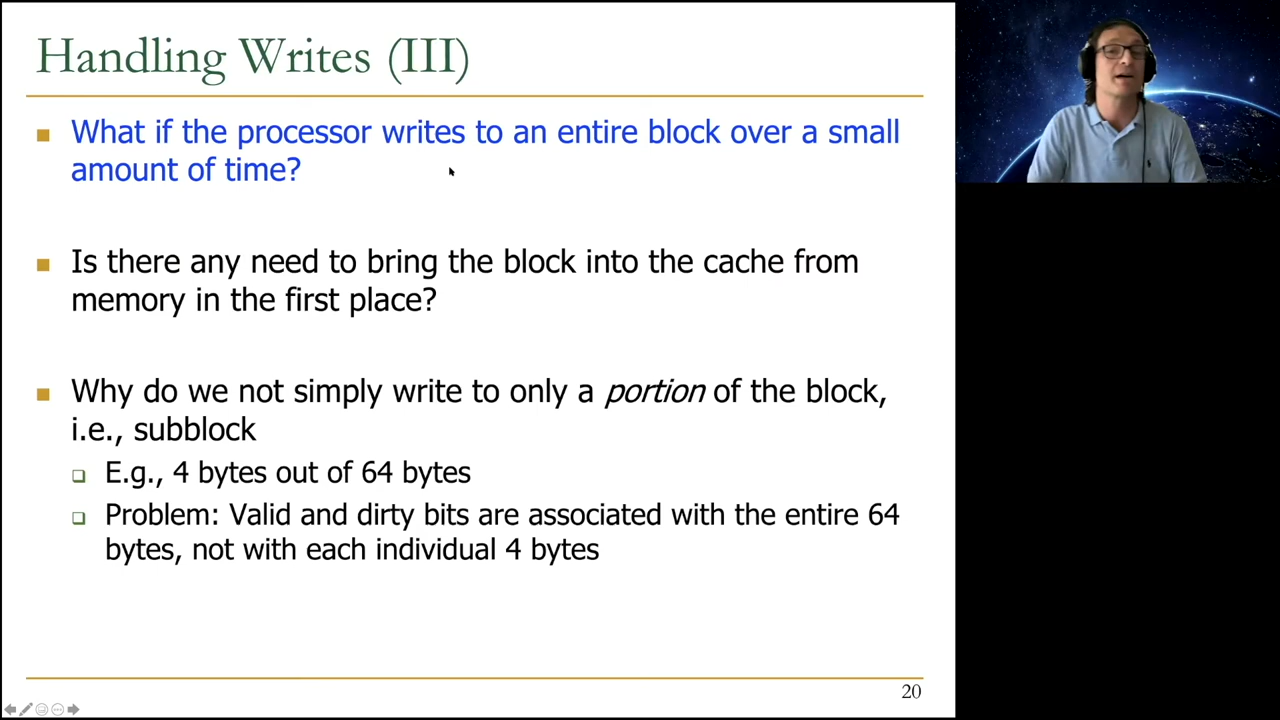 Handling Writes (III)
What if the processor writes to an entire block over a small
amount of time?
Is there any need to bring the block into the cache from
memory in the first place?
Why do we not simply write to only a portion of the block,
i.e., subblock
E.g., 4 bytes out of 64 bytes
Problem: Valid and dirty bits are associated with the entire 64
bytes, not with each individual 4 bytes
20